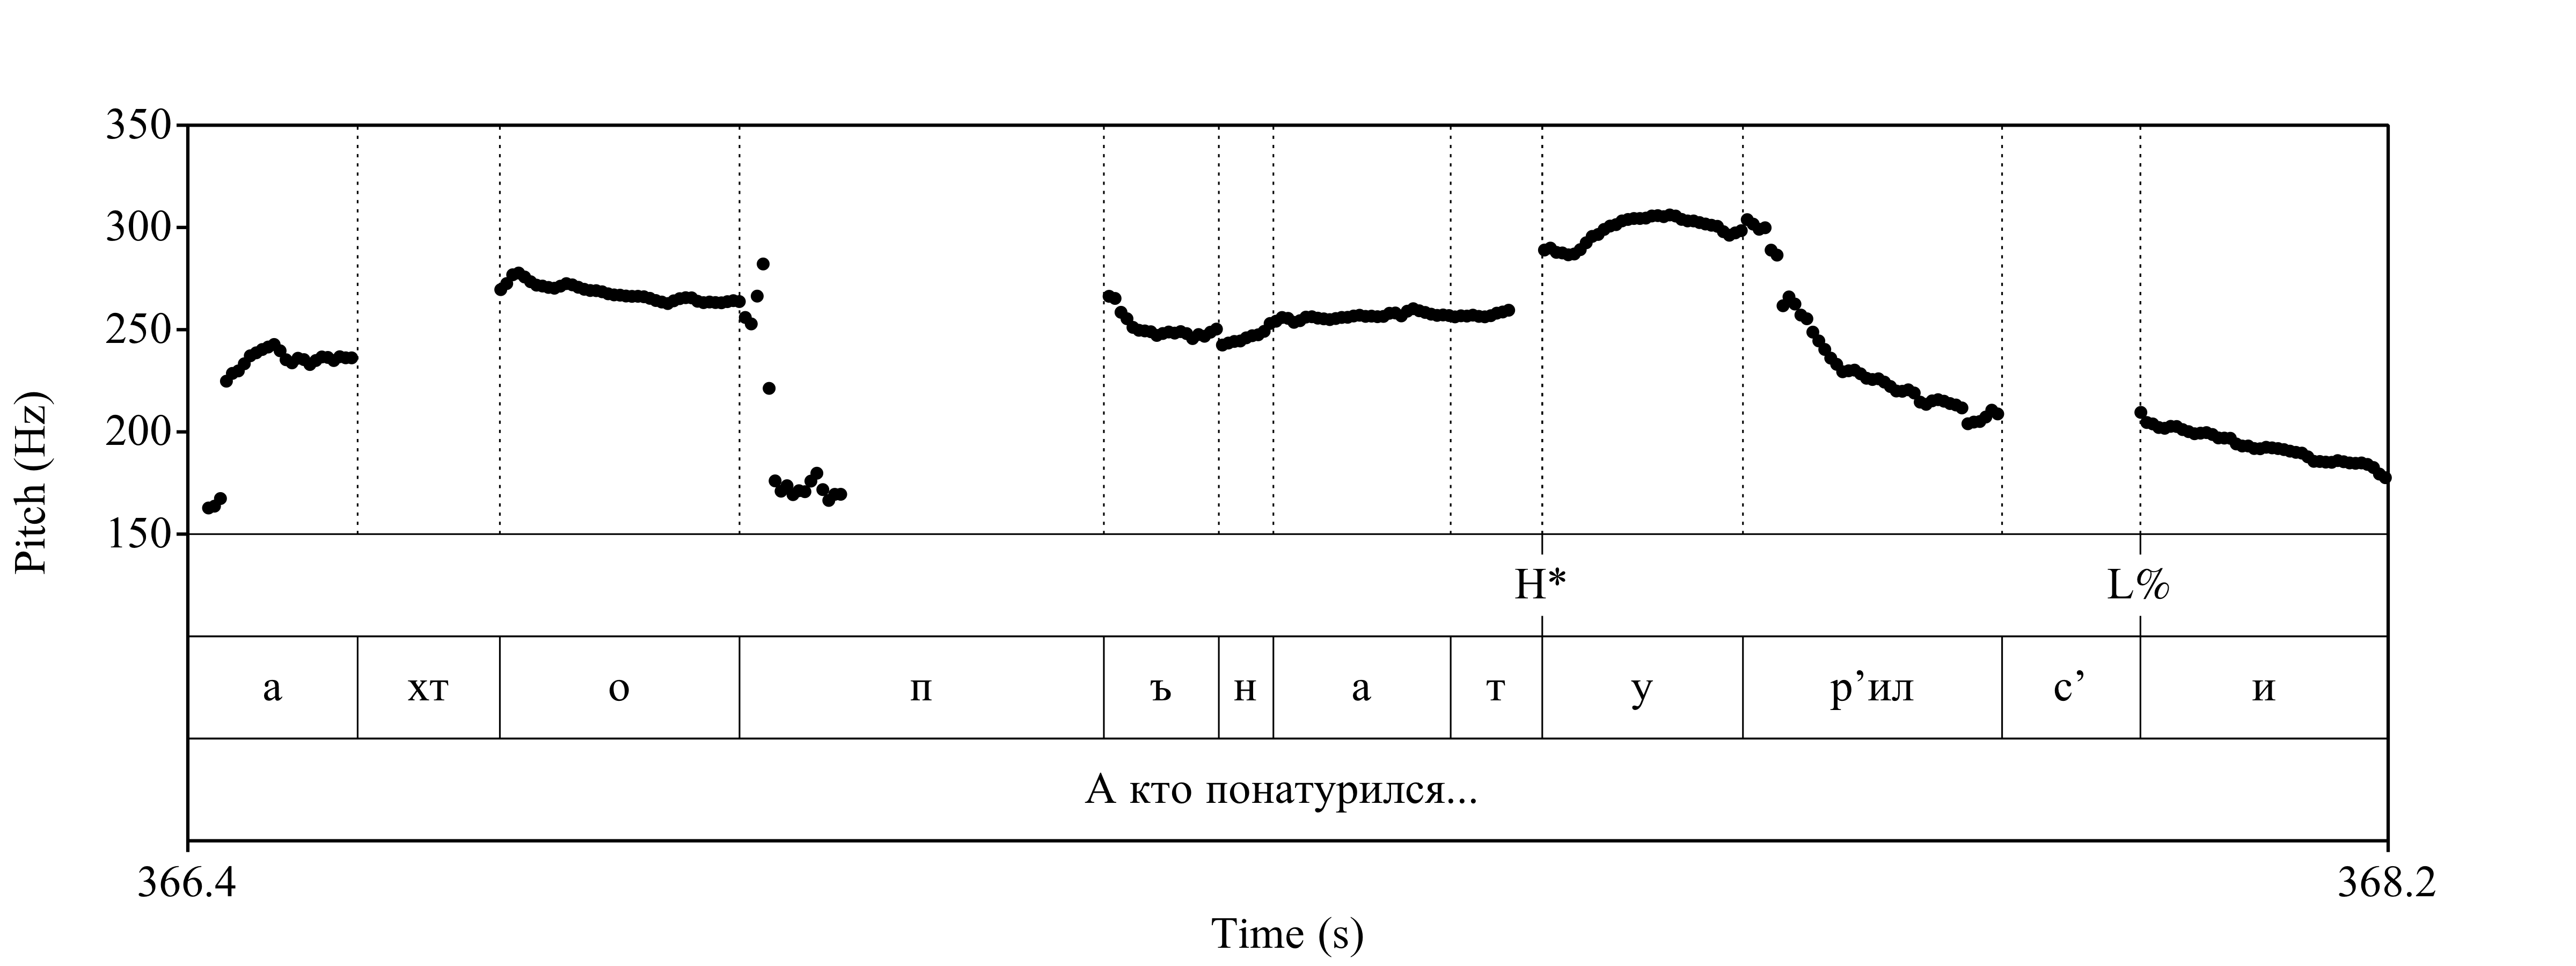 350
300
250
200
150
Pitch (Hz)
H* L%
а хт о п ъ н а т у р’ил с’ и
А кто понатурился...
366.4 368.2
Time (s)